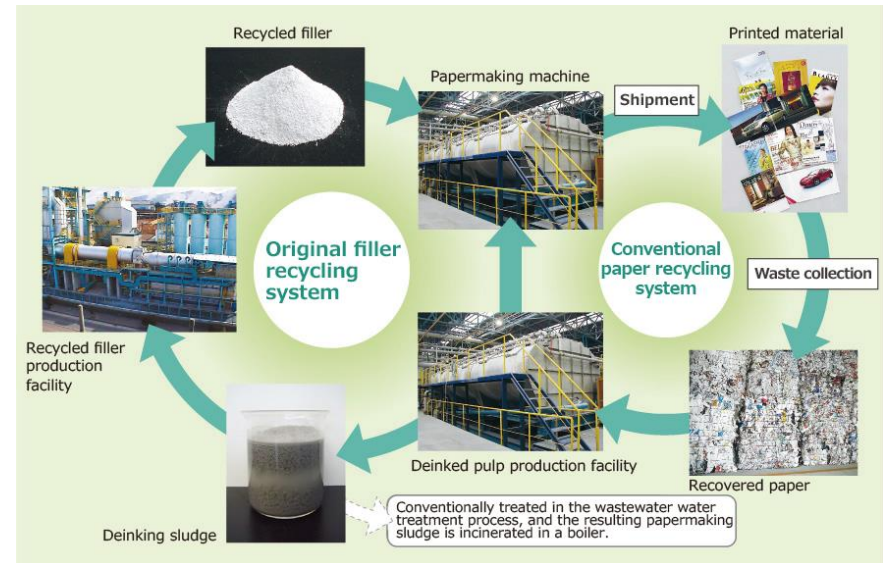 Recycled filler
Papermaking machine
Shipment
Printed material
Original filler
recycling
system
Conventional
paper recycling
system
Waste collection
Recycled filler
production
facility
Deinked pulp production facility
Recovered paper
Deinking sludge
Conventionally treated in the wastewater water
treatment process, and the resulting papermaking
sludge is incinerated in a boiler.